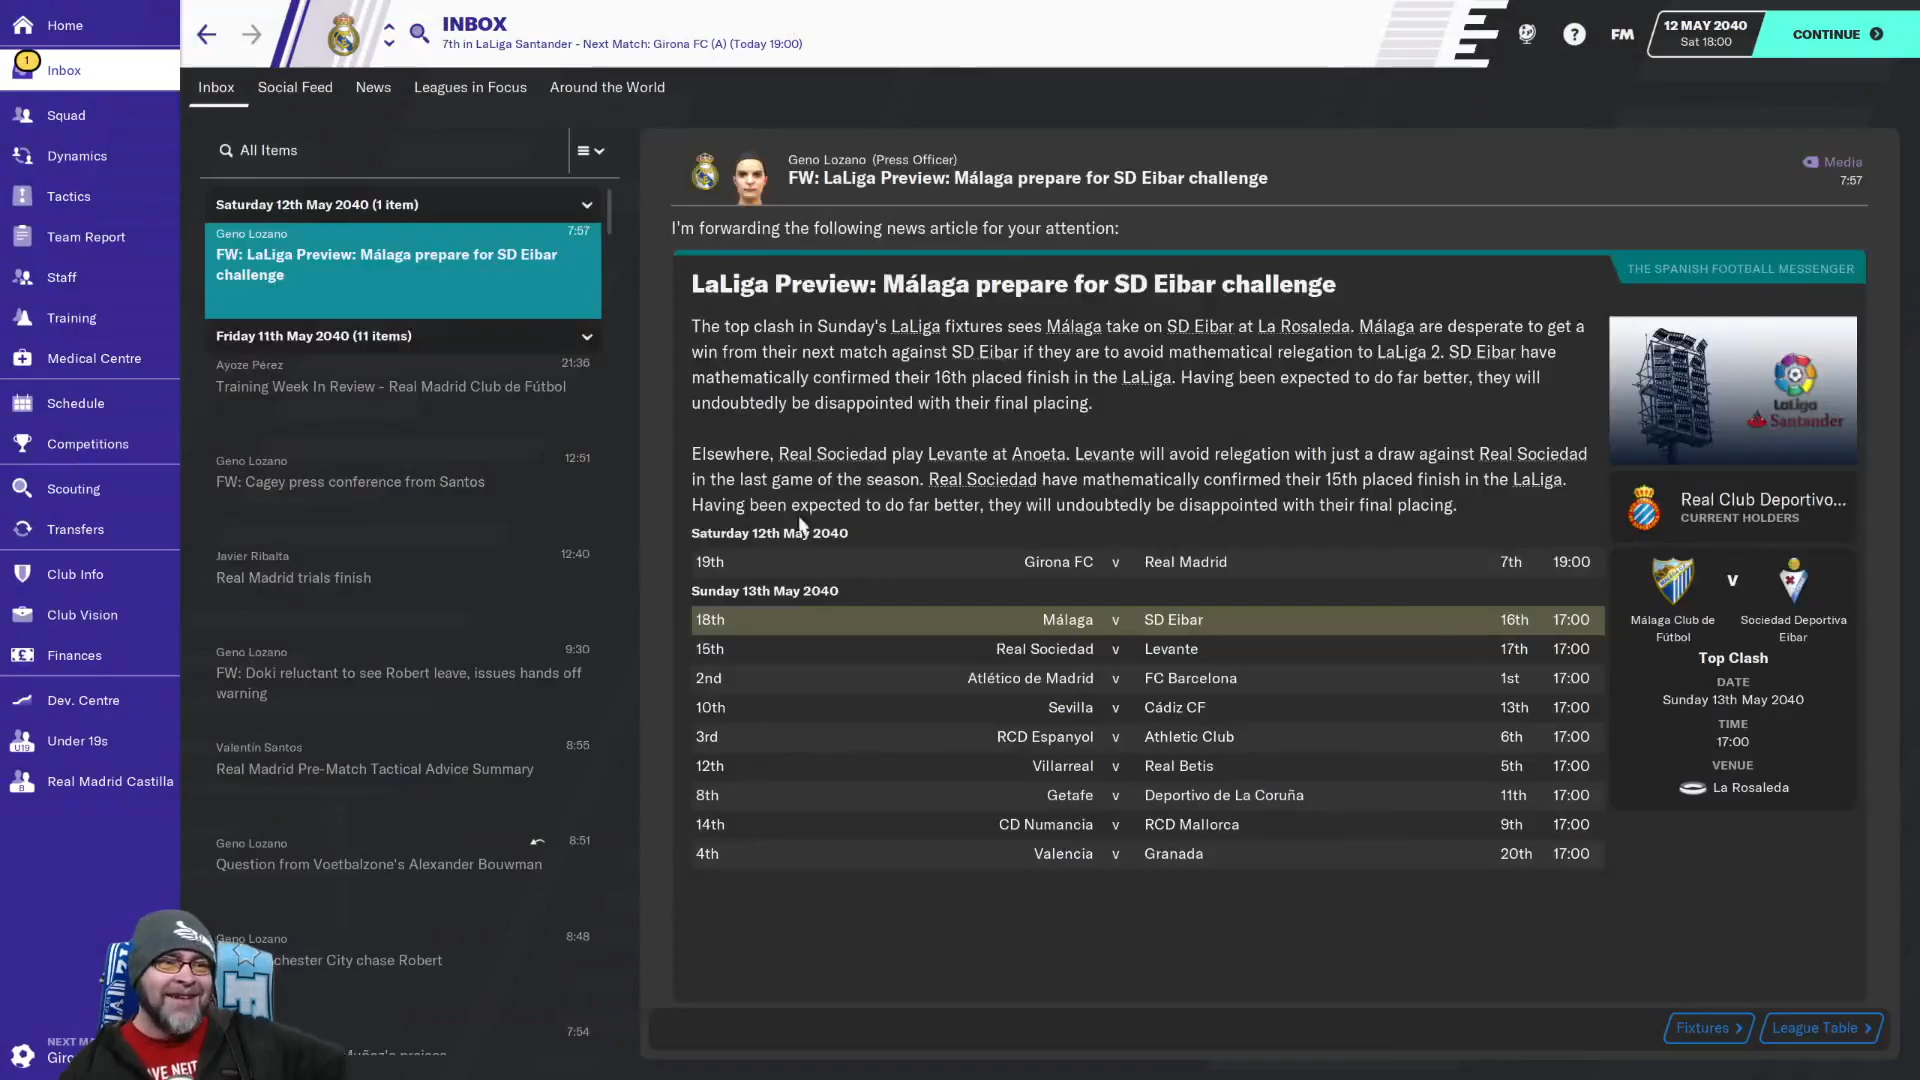 Home
1
Inbox
Squad
Dynamics
Tactics
Team Report
Staff
Training
Medical Centre
Schedule
Competitions
Scouting
Transfers
Club Info
Club Vision
Finances
Dev. Centre
U19
Under 19s
B
Real Madrid Castilla
INBOX
7th in LaLiga Santander - Next Match: Girona FC (A) (Today 19:00)
?
FM
12 MAY 2040
Sat 18:00
CONTINUE
Inbox
Social Feed
News
Leagues in Focus
Around the World
All Items
Saturday 12th May 2040 (1 item)
Geno Lozano 7:57
FW: LaLiga Preview: Málaga prepare for SD Eibar
challenge
Friday 11th May 2040 (11 items)
Ayoze Pérez 21:36
Training Week In Review - Real Madrid Club de Fútbol
Geno Lozano 12:51
FW: Cagey press conference from Santos
Javier Ribalta 12:40
Real Madrid trials finish
Geno Lozano 9:30
FW: Doki reluctant to see Robert leave, issues hands off
warning
Valentín Santos 8:55
Real Madrid Pre-Match Tactical Advice Summary
Geno Lozano 8:51
Question from Voetbalzone's Alexander Bouwman
Geno Lozano 8:48
chester City chase Robert
7:54
Geno Lozano (Press Officer)
FW: LaLiga Preview: Málaga prepare for SD Eibar challenge
Media
7:57
I'm forwarding the following news article for your attention:
THE SPANISH FOOTBALL MESSENGER
LaLiga Preview: Málaga prepare for SD Eibar challenge
The top clash in Sunday's LaLiga fixtures sees Málaga take on SD Eibar at La Rosaleda. Málaga are desperate to get a
win from their next match against SD Eibar if they are to avoid mathematical relegation to LaLiga 2. SD Eibar have
mathematically confirmed their 16th placed finish in the LaLiga. Having been expected to do far better, they will
undoubtedly be disappointed with their final placing.
Elsewhere, Real Sociedad play Levante at Anoeta. Levante will avoid relegation with just a draw against Real Sociedad
in the last game of the season. Real Sociedad have mathematically confirmed their 15th placed finish in the LaLiga.
Having been expected to do far better, they will undoubtedly be disappointed with their final placing.
Saturday 12th May 2040
19th Girona FC v Real Madrid 7th 19:00
Sunday 13th May 2040
18th Málaga v SD Eibar 16th 17:00
15th Real Sociedad v Levante 17th 17:00
2nd Atlético de Madrid v FC Barcelona 1st 17:00
10th Sevilla v Cádiz CF 13th 17:00
3rd RCD Espanyol v Athletic Club 6th 17:00
12th Villarreal v Real Betis 5th 17:00
8th Getafe v Deportivo de La Coruña 11th 17:00
14th CD Numancia v RCD Mallorca 9th 17:00
4th Valencia v Granada 20th 17:00
LaLiga
Santander
Real Club Deportivo...
CURRENT HOLDERS
v
Málaga Club de
Fútbol
Sociedad Deportiva
Eibar
Top Clash
DATE
Sunday 13th May 2040
TIME
17:00
VENUE
La Rosaleda
Fixtures
League Table
NEXT MA
Giro